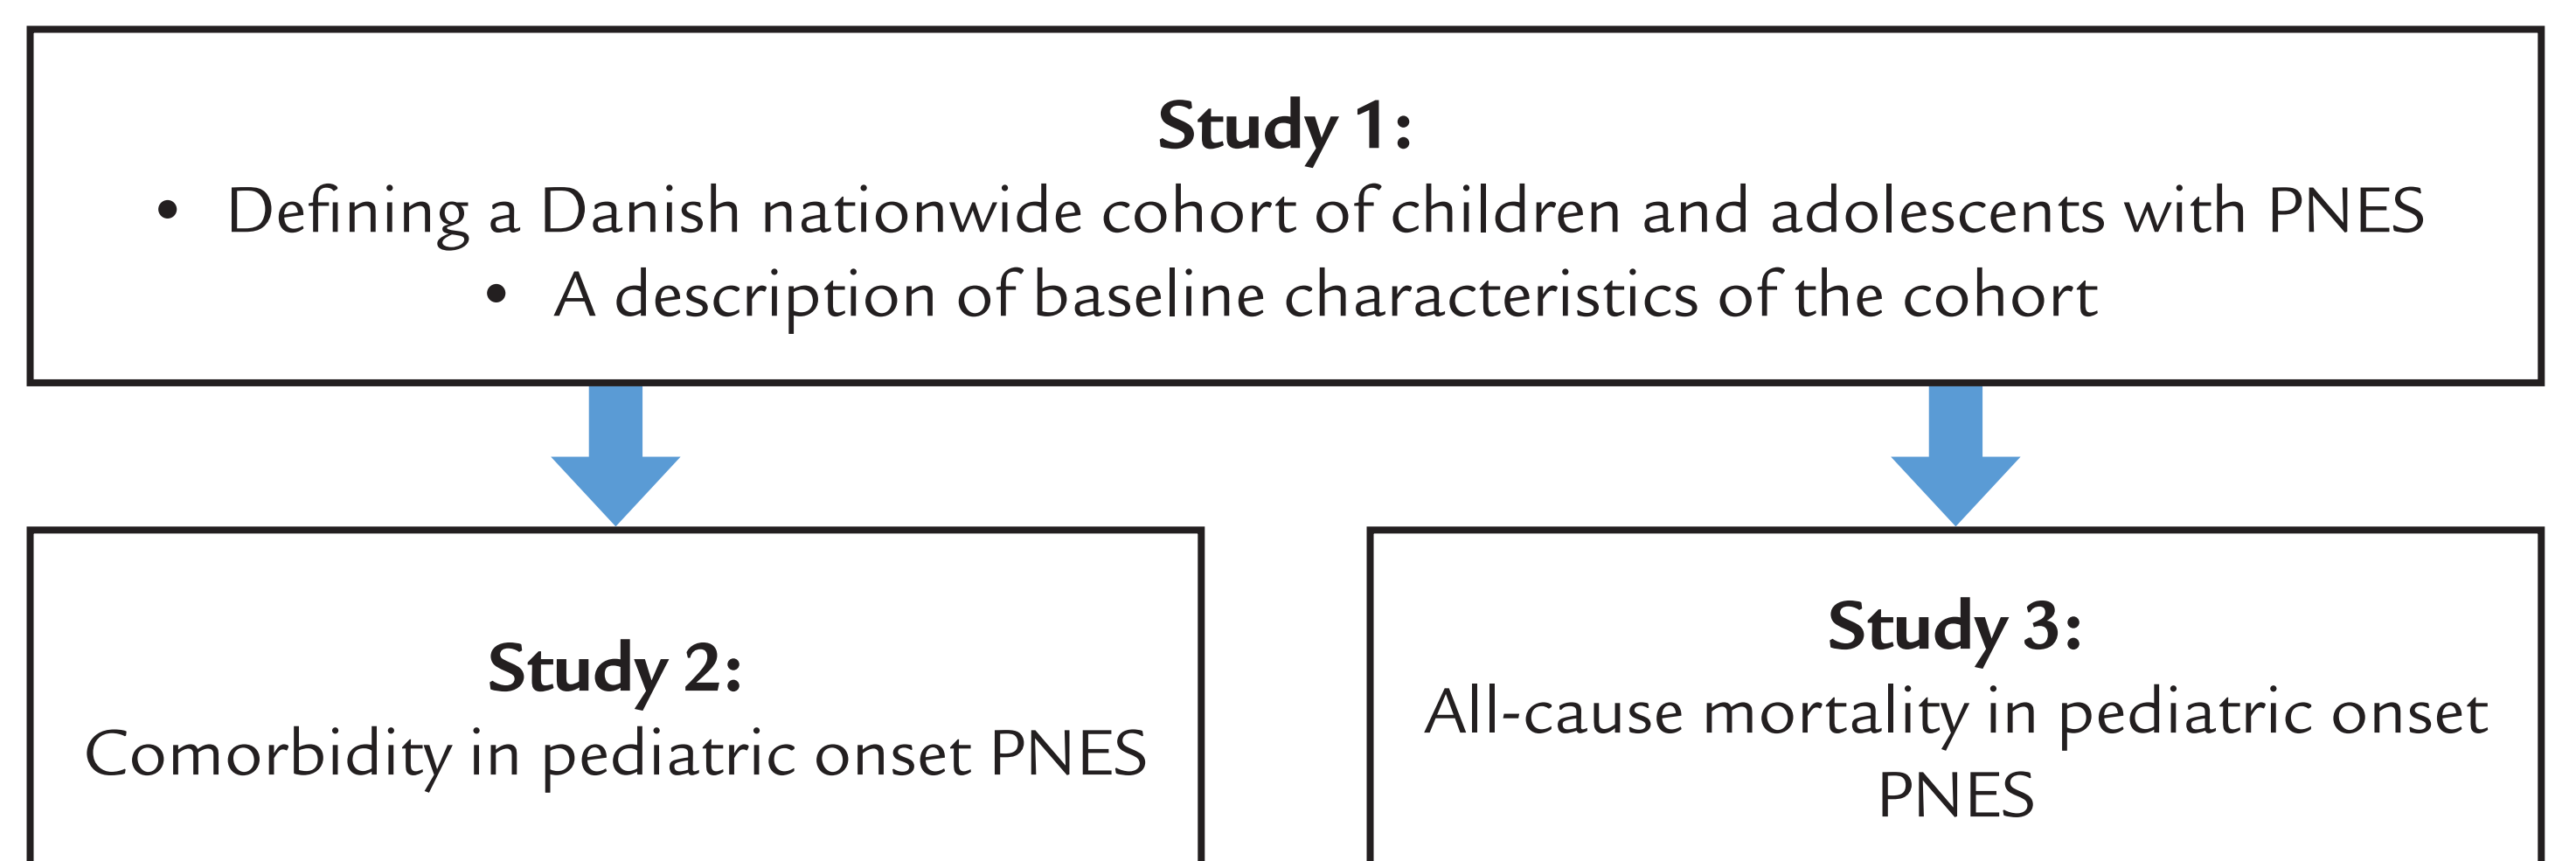 Study 1:
• Defining a Danish nationwide cohort of children and adolescents with PNES
• A description of baseline characteristics of the cohort
Study 2:
Comorbidity in pediatric onset PNES
Study 3:
All-cause mortality in pediatric onset
PNES